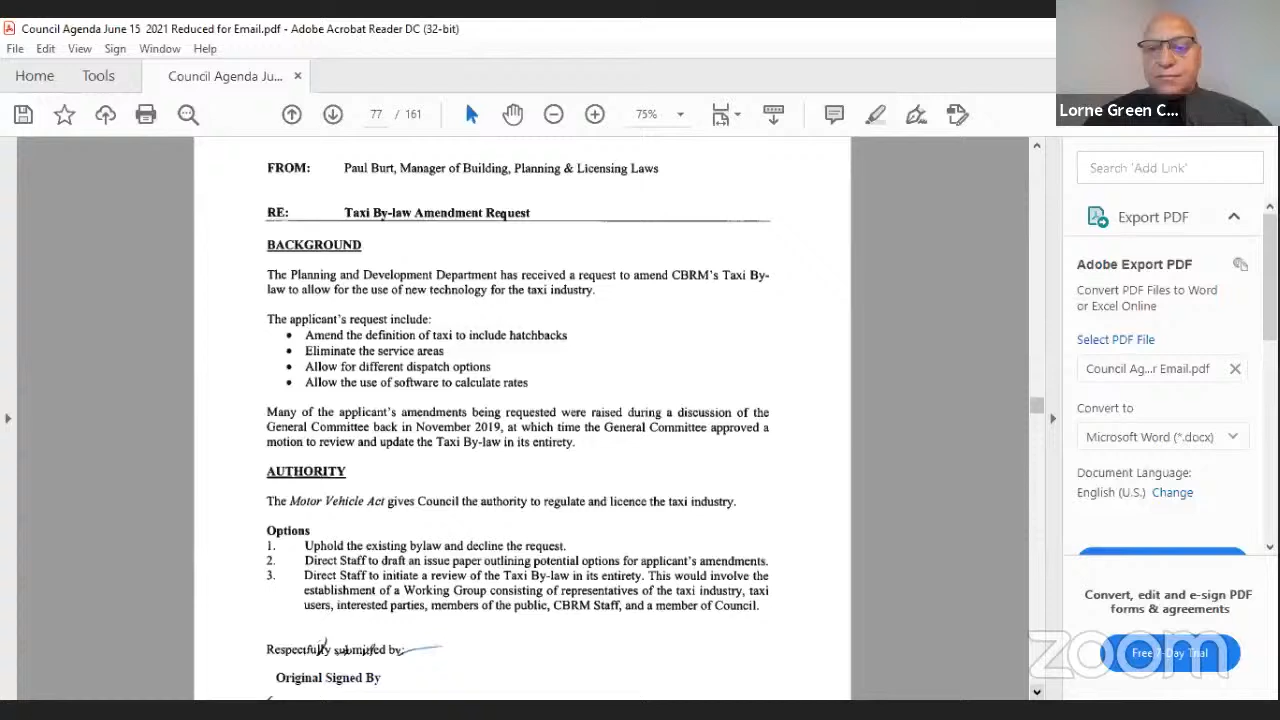 Council Agenda June 15 2021 Reduced for Email.pdf - Adobe Acrobat Reader DC (32-bit)
File Edit View Sign Window Help
Home Tools Council Agenda Ju... ×
77 / 161 75%
Lorne Green C...
FROM: Paul Burt, Manager of Building, Planning & Licensing Laws
RE: Taxi By-law Amendment Request
BACKGROUND
The Planning and Development Department has received a request to amend CBRM's Taxi By-
law to allow for the use of new technology for the taxi industry.
The applicant's request include:
• Amend the definition of taxi to include hatchbacks
• Eliminate the service areas
• Allow for different dispatch options
• Allow the use of software to calculate rates
Many of the applicant's amendments being requested were raised during a discussion of the
General Committee back in November 2019, at which time the General Committee approved a
motion to review and update the Taxi By-law in its entirety.
AUTHORITY
The Motor Vehicle Act gives Council the authority to regulate and licence the taxi industry.
Options
1. Uphold the existing bylaw and decline the request.
2. Direct Staff to draft an issue paper outlining potential options for applicant's amendments.
3. Direct Staff to initiate a review of the Taxi By-law in its entirety. This would involve the
establishment of a Working Group consisting of representatives of the taxi industry, taxi
users, interested parties, members of the public, CBRM Staff, and a member of Council.
Respectfully submitted by:
Original Signed By
Search 'Add Link'
Export PDF
Adobe Export PDF
Convert PDF Files to Word
or Excel Online
Select PDF File
Council Ag...r Email.pdf ×
Convert to
Microsoft Word (*.docx)
Document Language:
English (U.S.) Change
Convert, edit and e-sign PDF
forms & agreements
Free 7-Day Trial
zoom